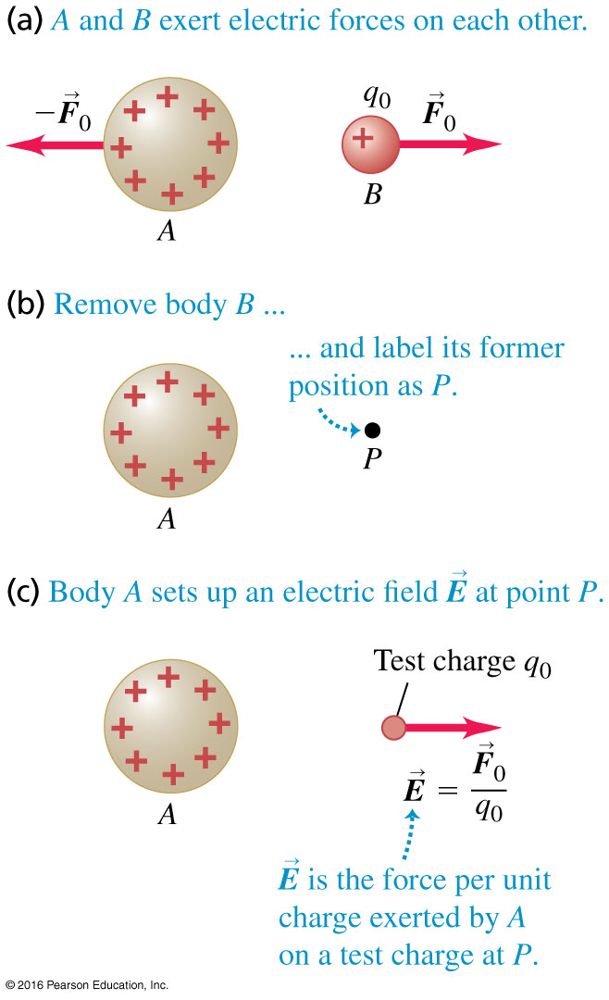 (a) A and B exert electric forces on each other.
−F⃗₀
q₀
F⃗₀
+ + + + + + + +
+
A
B
(b) Remove body B ...
... and label its former
position as P.
+ + + + + + + +
P
A
(c) Body A sets up an electric field E⃗ at point P.
Test charge q₀
+ + + + + + + +
E⃗ = F⃗₀/q₀
A
E⃗ is the force per unit
charge exerted by A
on a test charge at P.
© 2016 Pearson Education, Inc.